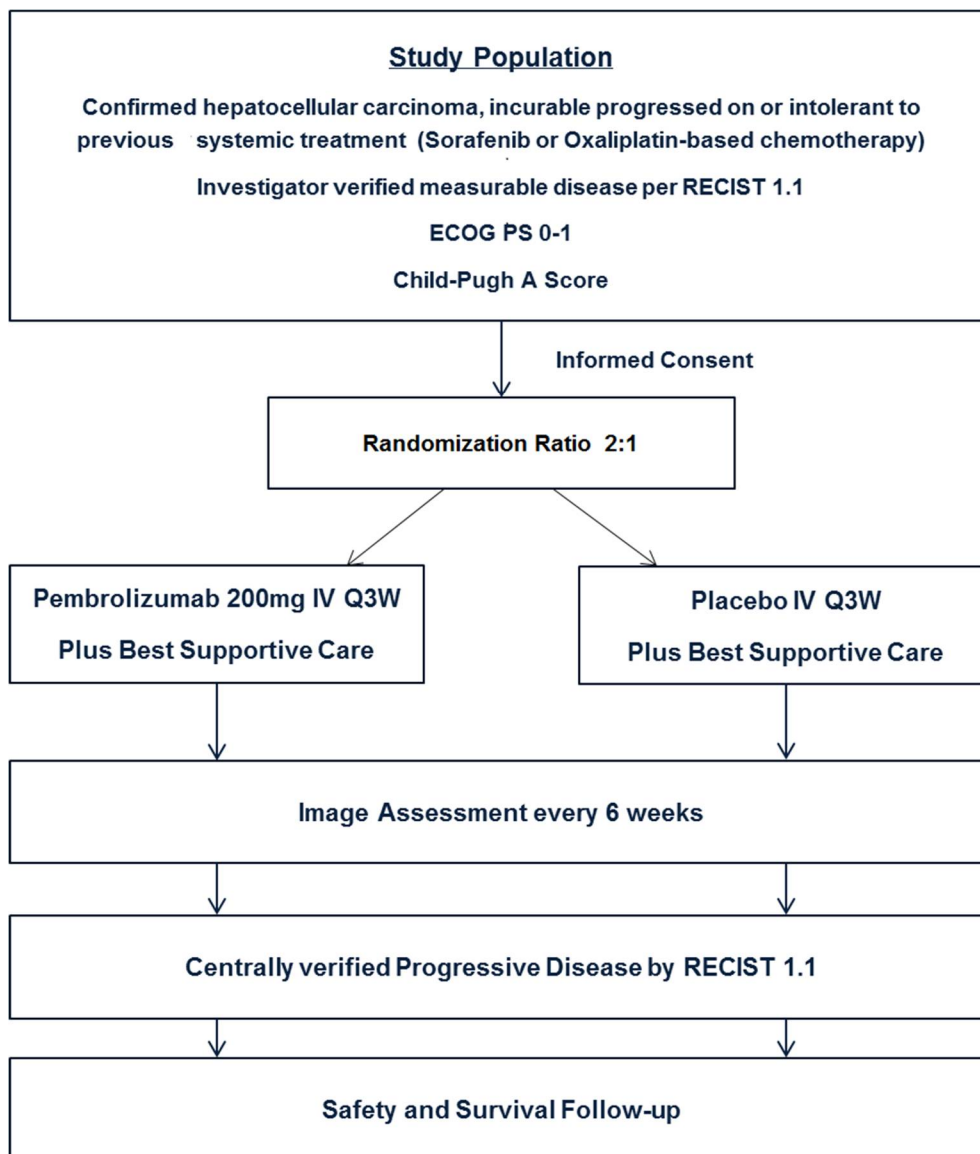 Study Population
Confirmed hepatocellular carcinoma, incurable progressed on or intolerant to
previous systemic treatment (Sorafenib or Oxaliplatin-based chemotherapy)
Investigator verified measurable disease per RECIST 1.1
ECOG PS 0-1
Child-Pugh A Score
Informed Consent
Randomization Ratio 2:1
Pembrolizumab 200mg IV Q3W
Plus Best Supportive Care
Placebo IV Q3W
Plus Best Supportive Care
Image Assessment every 6 weeks
Centrally verified Progressive Disease by RECIST 1.1
Safety and Survival Follow-up